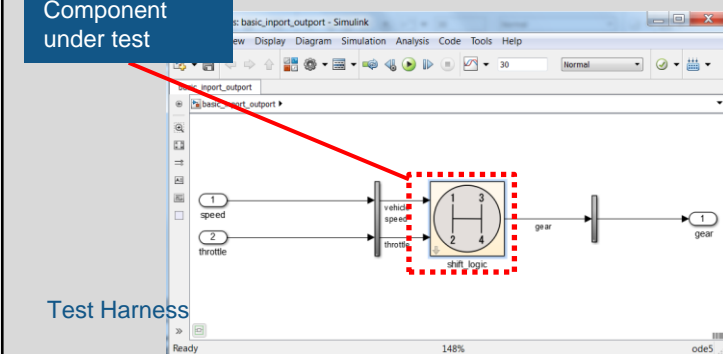 Component
under test
s: basic_inport_outport - Simulink
ew Display Diagram Simulation Analysis Code Tools Help
30 Normal
basic_inport_outport
basic_inport_outport
1
speed
2
throttle
vehicle
speed
throttle
1 3
2 4
shift_logic
gear
1
gear
Test Harness
Ready 148% ode5